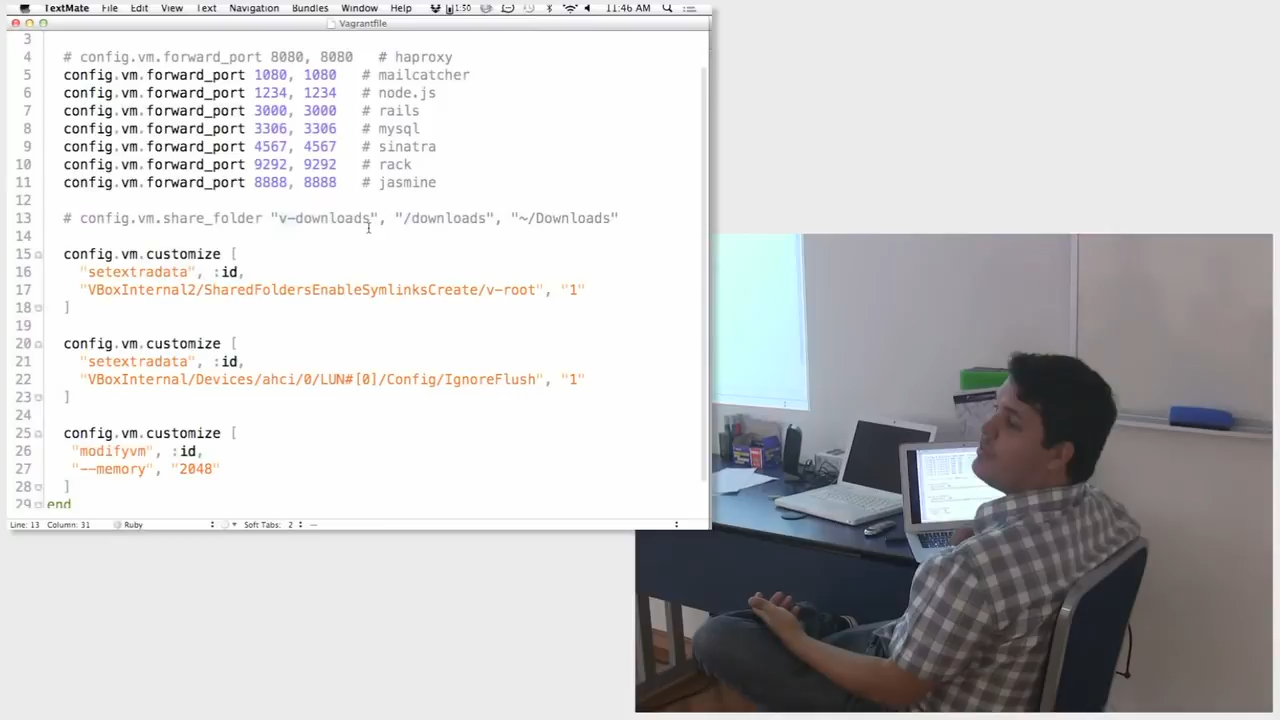 TextMate File Edit View Text Navigation Bundles Window Help 1:50 11:46 AM
Vagrantfile
3
4 # config.vm.forward_port 8080, 8080 # haproxy
5 config.vm.forward_port 1080, 1080 # mailcatcher
6 config.vm.forward_port 1234, 1234 # node.js
7 config.vm.forward_port 3000, 3000 # rails
8 config.vm.forward_port 3306, 3306 # mysql
9 config.vm.forward_port 4567, 4567 # sinatra
10 config.vm.forward_port 9292, 9292 # rack
11 config.vm.forward_port 8888, 8888 # jasmine
12
13 # config.vm.share_folder "v-downloads", "/downloads", "~/Downloads"
14
15 config.vm.customize [
16 "setextradata", :id,
17 "VBoxInternal2/SharedFoldersEnableSymlinksCreate/v-root", "1"
18 ]
19
20 config.vm.customize [
21 "setextradata", :id,
22 "VBoxInternal/Devices/ahci/0/LUN#[0]/Config/IgnoreFlush", "1"
23 ]
24
25 config.vm.customize [
26 "modifyvm", :id,
27 "--memory", "2048"
28 ]
29 end
Line: 13 Column: 31 Ruby Soft Tabs: 2 —